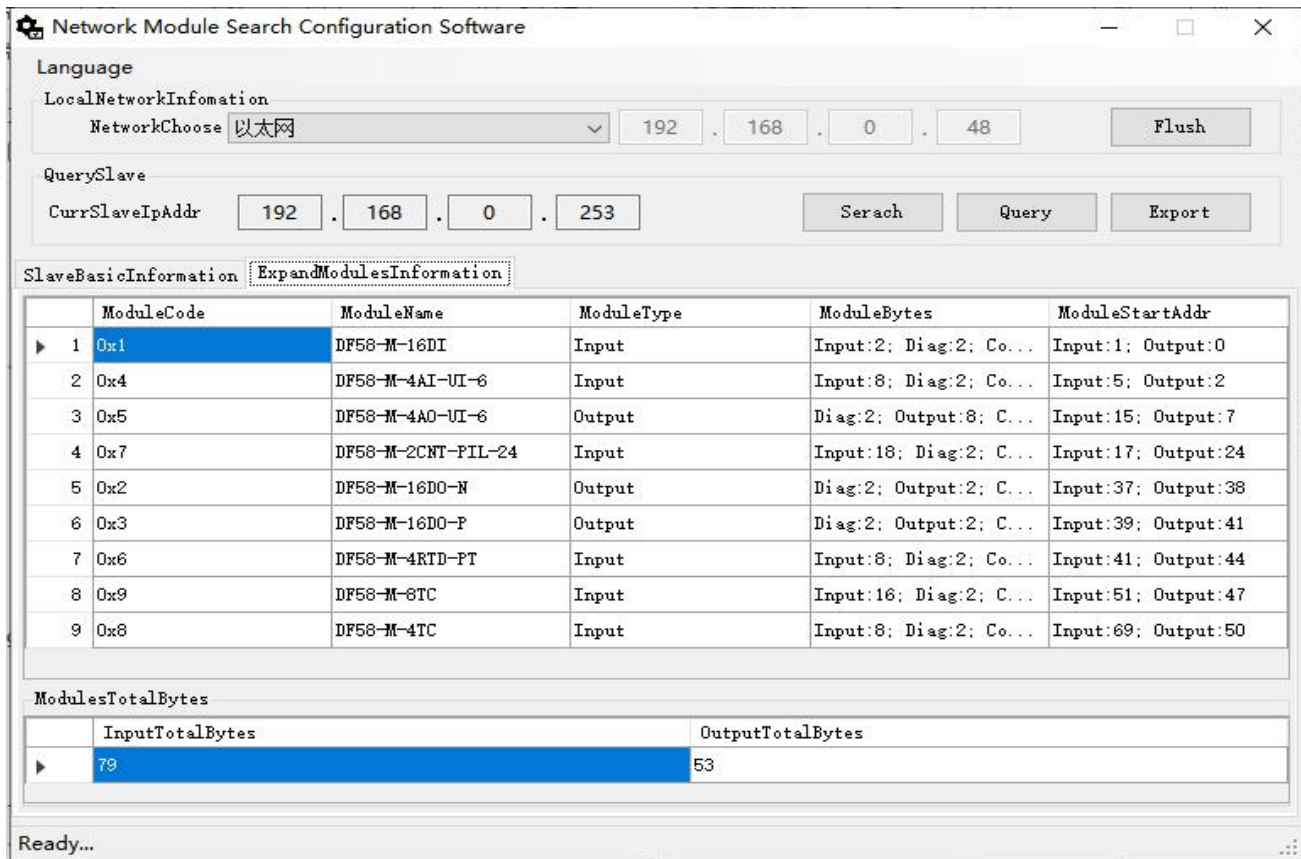 Network Module Search Configuration Software
Language
LocalNetworkInfomation
NetworkChoose 以太网 192 . 168 . 0 . 48 Flush
QuerySlave
CurrSlaveIpAddr 192 . 168 . 0 . 253 Serach Query Export
SlaveBasicInformation ExpandModulesInformation
ModuleCode ModuleName ModuleType ModuleBytes ModuleStartAddr
1 0x1 DF58-M-16DI Input Input:2; Diag:2; Co... Input:1; Output:0
2 0x4 DF58-M-4AI-UI-6 Input Input:8; Diag:2; Co... Input:5; Output:2
3 0x5 DF58-M-4AO-UI-6 Output Diag:2; Output:8; C... Input:15; Output:7
4 0x7 DF58-M-2CNT-PIL-24 Input Input:18; Diag:2; C... Input:17; Output:24
5 0x2 DF58-M-16DO-N Output Diag:2; Output:2; C... Input:37; Output:38
6 0x3 DF58-M-16DO-P Output Diag:2; Output:2; C... Input:39; Output:41
7 0x6 DF58-M-4RTD-PT Input Input:8; Diag:2; Co... Input:41; Output:44
8 0x9 DF58-M-8TC Input Input:16; Diag:2; C... Input:51; Output:47
9 0x8 DF58-M-4TC Input Input:8; Diag:2; Co... Input:69; Output:50
ModulesTotalBytes
InputTotalBytes OutputTotalBytes
79 53
Ready...